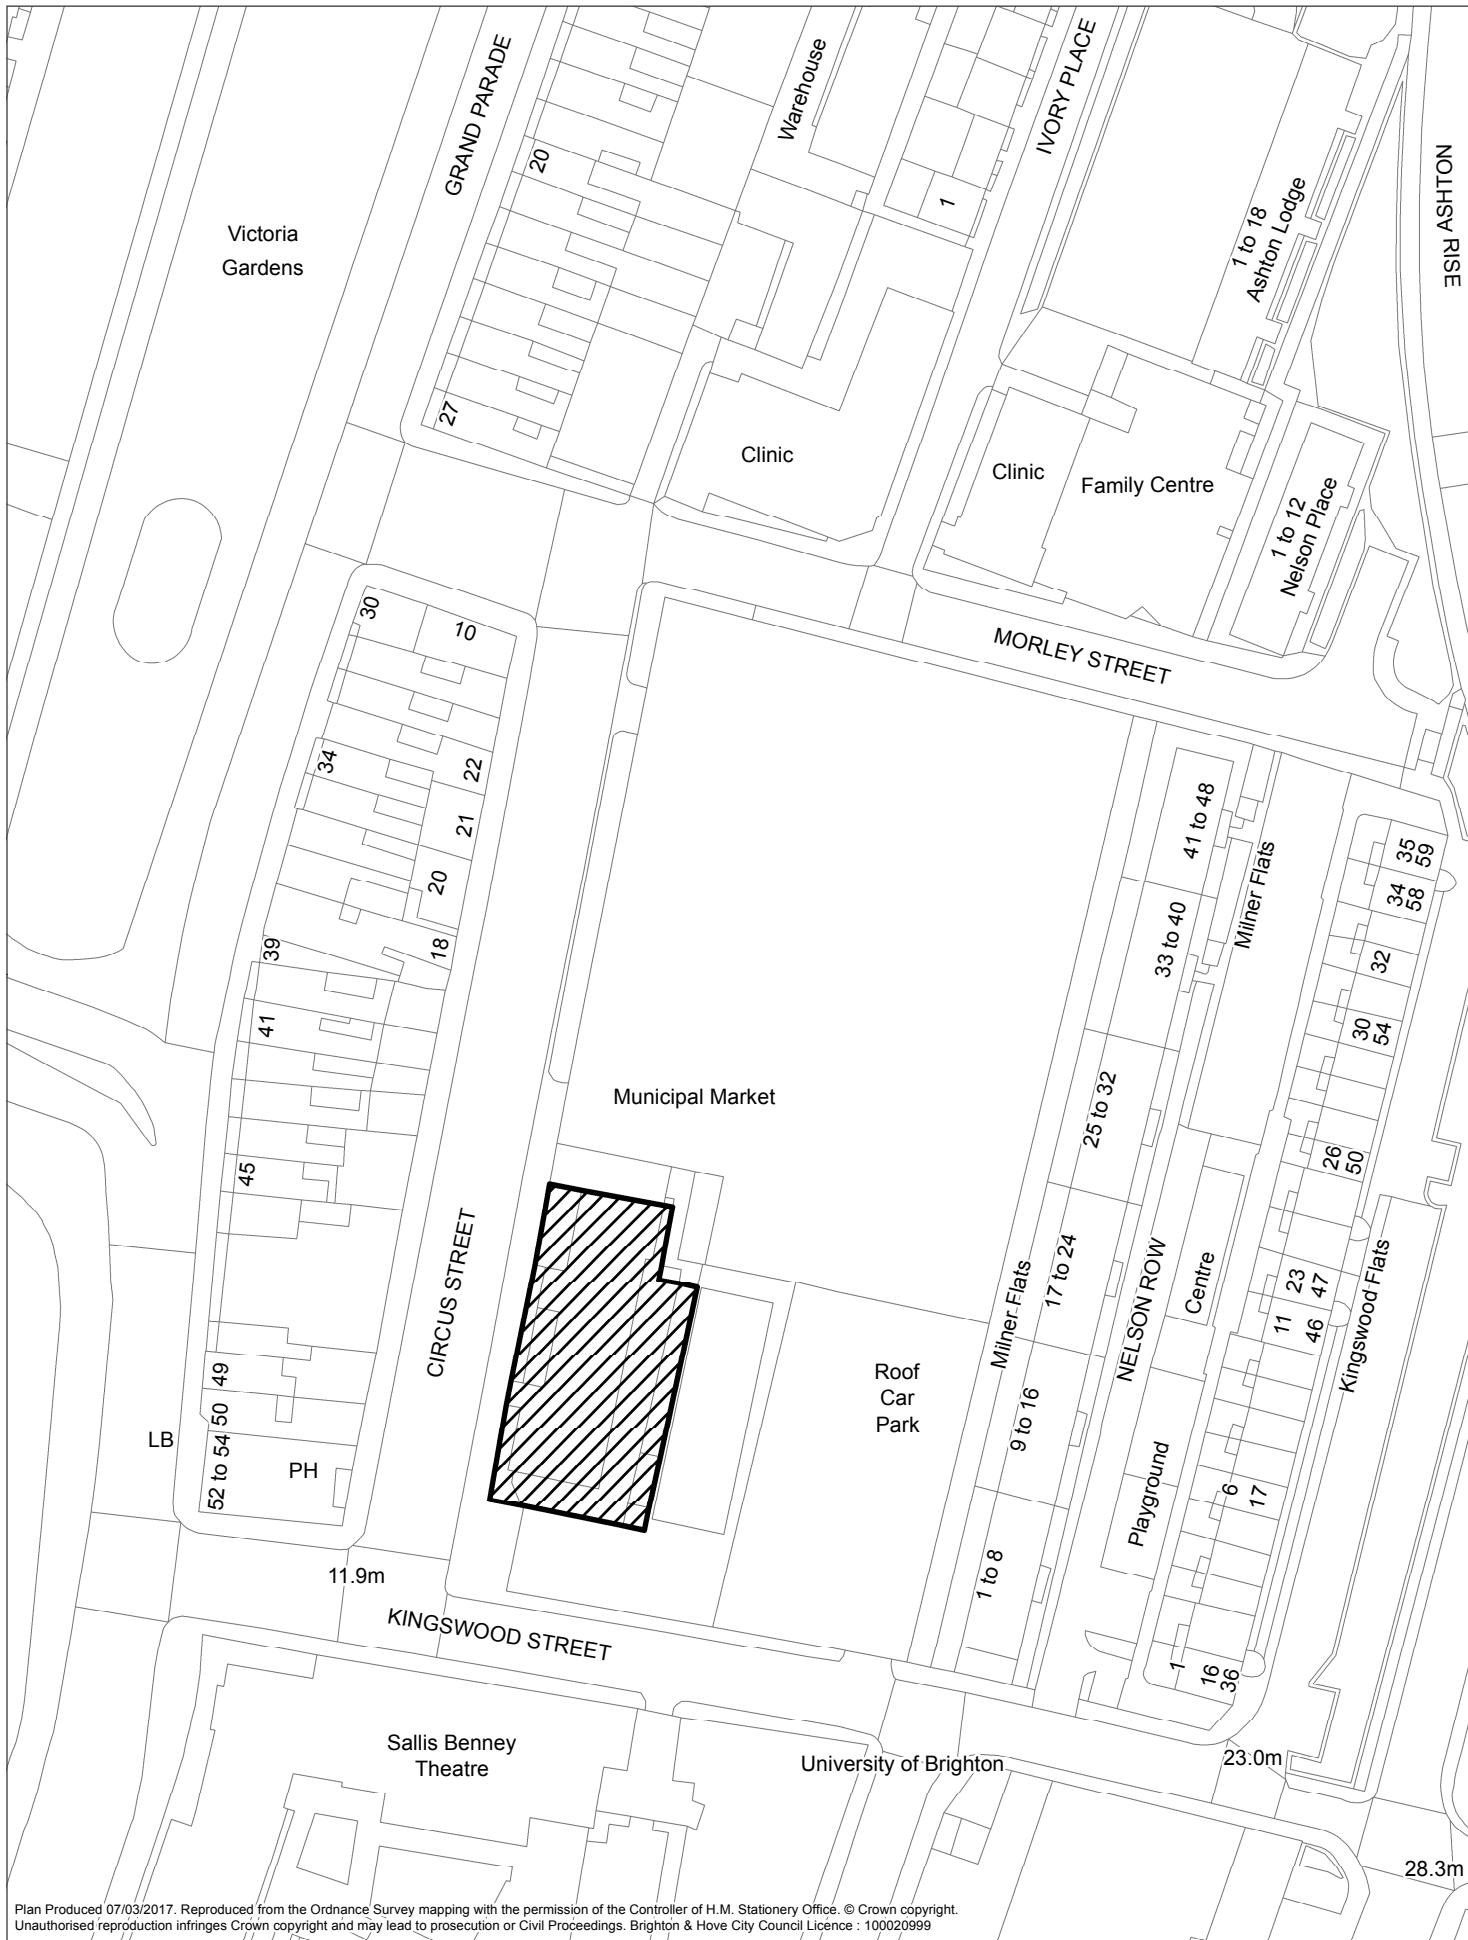 GRAND PARADE
Warehouse
IVORY PLACE
NELSON ASHTON RISE
20
1
Victoria
Gardens
1 to 18
Ashton Lodge
27
Clinic
Clinic
Family Centre
1 to 12
Nelson Place
30
10
MORLEY STREET
34
22
21
20
18
39
41
45
41 to 48
Milner Flats
33 to 40
35
59
34
58
32
30
54
Municipal Market
25 to 32
26
50
CIRCUS STREET
17 to 24
Milner Flats
NELSON ROW
Centre
23
47
11
46
Kingswood Flats
49
50
52 to 54
LB
PH
Roof
Car
Park
9 to 16
Playground
6
17
11.9m
1 to 8
KINGSWOOD STREET
1
16
36
Sallis Benney
Theatre
University of Brighton
23.0m
28.3m
Plan Produced 07/03/2017. Reproduced from the Ordnance Survey mapping with the permission of the Controller of H.M. Stationery Office. © Crown copyright.
Unauthorised reproduction infringes Crown copyright and may lead to prosecution or Civil Proceedings. Brighton & Hove City Council Licence : 100020999